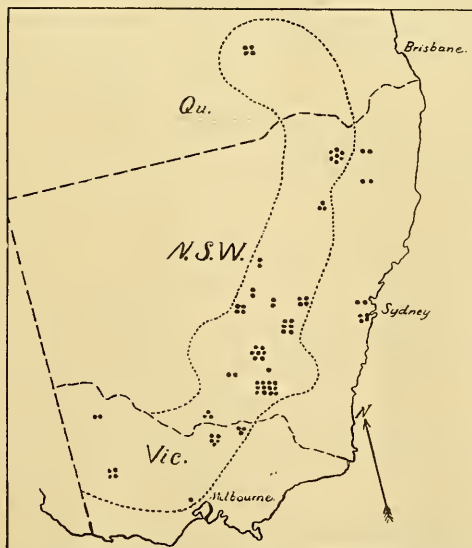 Brisbane.
Qu.
N.S.W.
Sydney
N
Vic.
Melbourne.